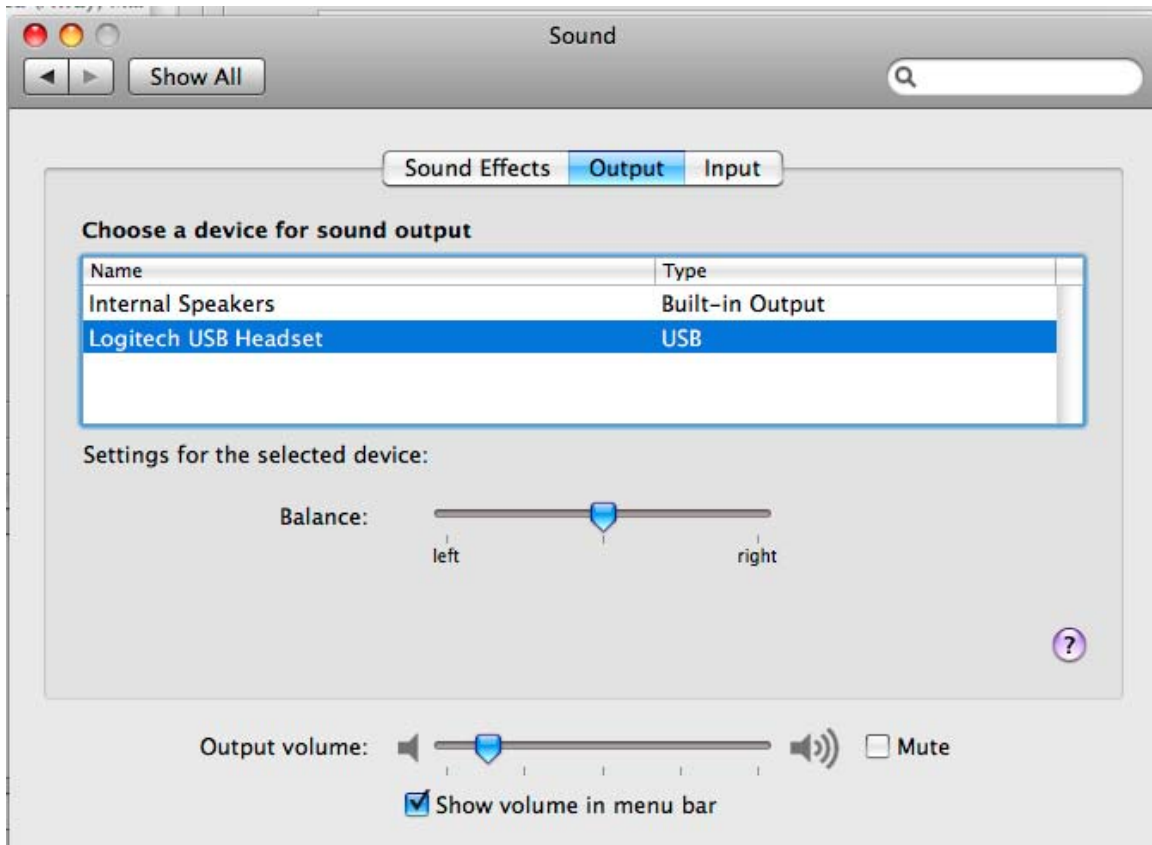 Sound
Show All
Sound Effects Output Input
Choose a device for sound output
Name Type
Internal Speakers Built-in Output
Logitech USB Headset USB
Settings for the selected device:
Balance:
left right
?
Output volume: Mute
Show volume in menu bar